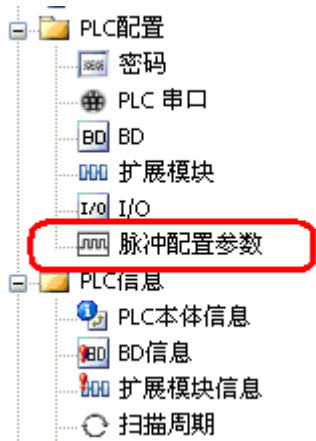 PLC配置
密码
PLC 串口
BD BD
扩展模块
I/O I/O
脉冲配置参数
PLC信息
PLC本体信息
BD BD信息
扩展模块信息
扫描周期